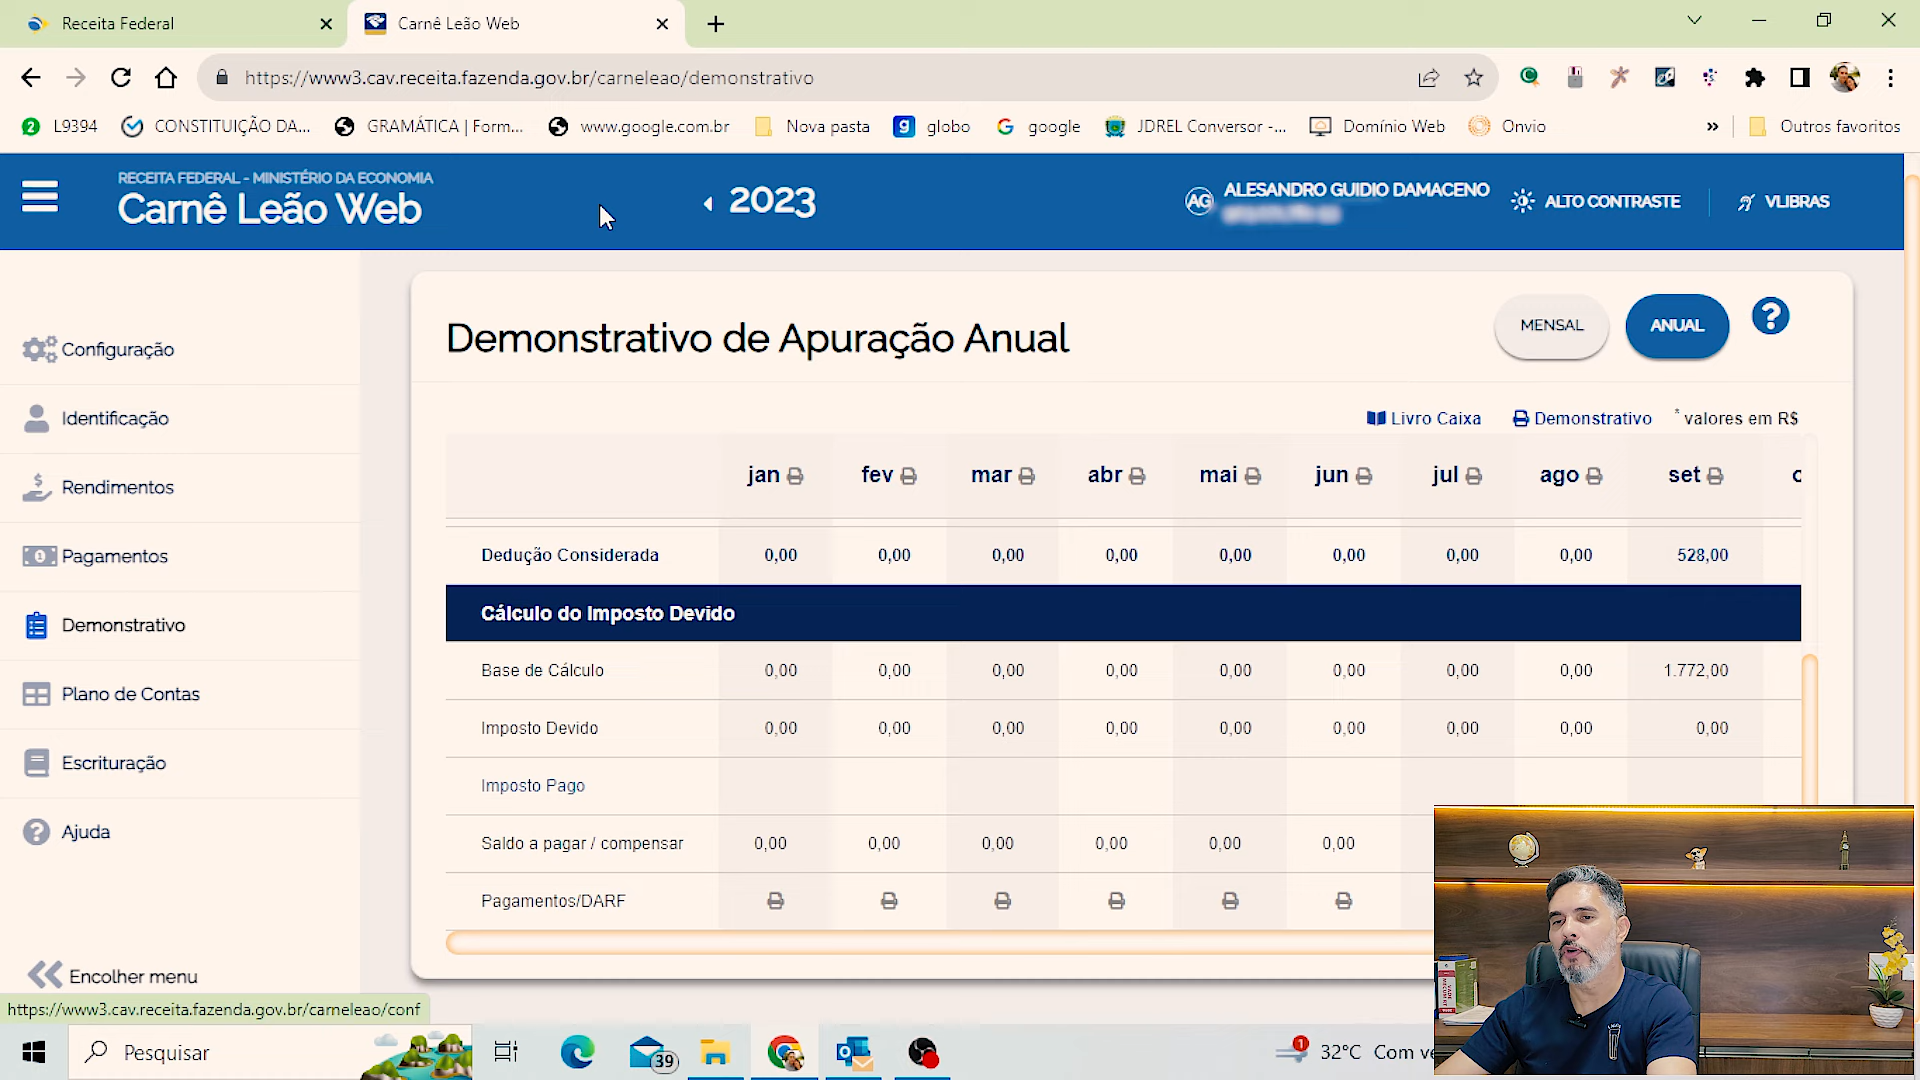 Receita Federal
Carnê Leão Web
https://www3.cav.receita.fazenda.gov.br/carneleao/demonstrativo
2 L9394
CONSTITUIÇÃO DA...
GRAMÁTICA | Form...
www.google.com.br
Nova pasta
g globo
G google
JDREL Conversor -...
Domínio Web
Onvio
»
Outros favoritos
RECEITA FEDERAL - MINISTÉRIO DA ECONOMIA
Carnê Leão Web
2023
AG ALESANDRO GUIDIO DAMACENO
ALTO CONTRASTE
VLIBRAS
Configuração
Identificação
Rendimentos
Pagamentos
Demonstrativo
Plano de Contas
Escrituração
Ajuda
Encolher menu
Demonstrativo de Apuração Anual
MENSAL
ANUAL
?
Livro Caixa Demonstrativo * valores em R$
jan fev mar abr mai jun jul ago set
Dedução Considerada 0,00 0,00 0,00 0,00 0,00 0,00 0,00 0,00 528,00
Cálculo do Imposto Devido
Base de Cálculo 0,00 0,00 0,00 0,00 0,00 0,00 0,00 0,00 1.772,00
Imposto Devido 0,00 0,00 0,00 0,00 0,00 0,00 0,00 0,00 0,00
Imposto Pago
Saldo a pagar / compensar 0,00 0,00 0,00 0,00 0,00 0,00
Pagamentos/DARF
https://www3.cav.receita.fazenda.gov.br/carneleao/conf
Pesquisar
39
1
32°C Com